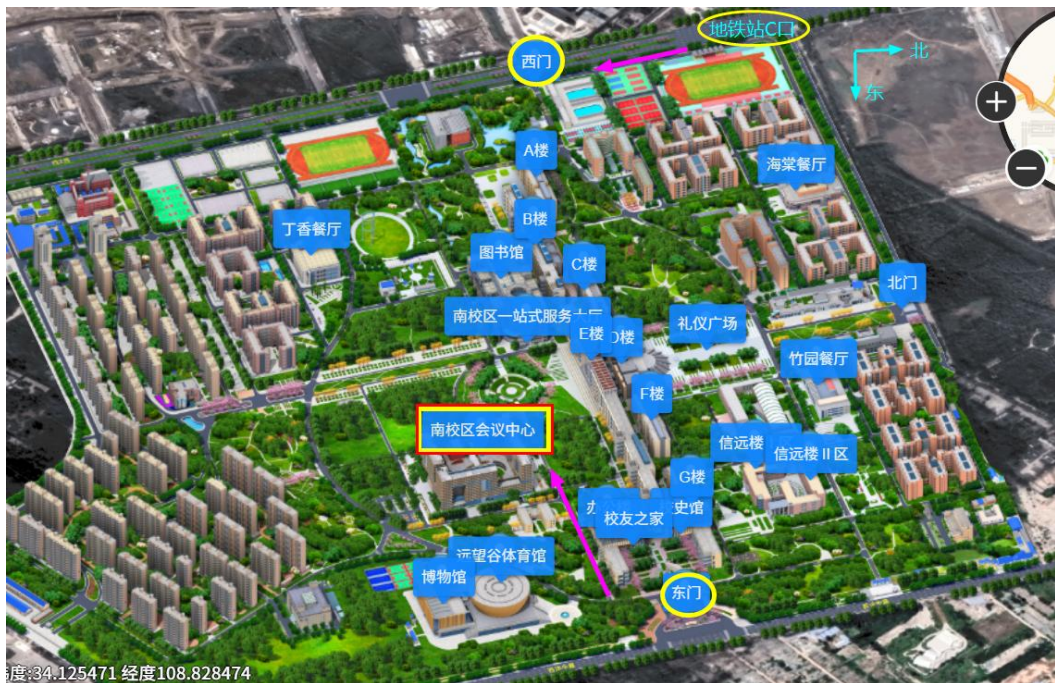 地铁站C口
北
西门
东
A楼
海棠餐厅
B楼
丁香餐厅
图书馆
C楼
北门
南校区一站式服务大厅
礼仪广场
E楼
D楼
竹园餐厅
F楼
南校区会议中心
信远楼
信远楼Ⅱ区
G楼
校友之家
史馆
远望谷体育馆
博物馆
东门
纬度:34.125471 经度108.828474